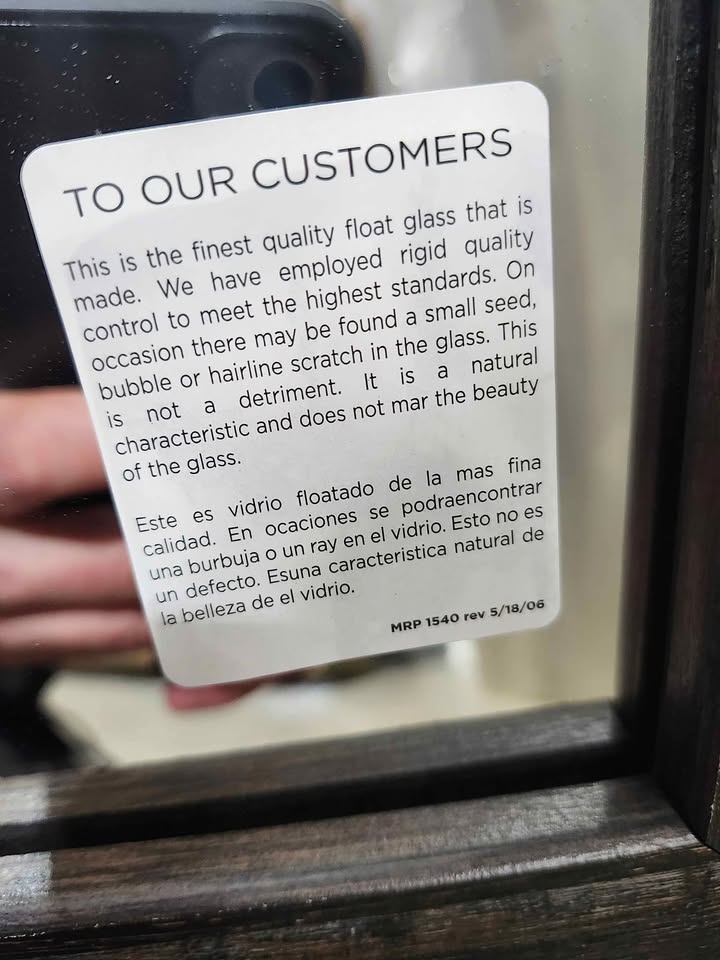 TO OUR CUSTOMERS
This is the finest quality float glass that is
made. We have employed rigid quality
control to meet the highest standards. On
occasion there may be found a small seed,
bubble or hairline scratch in the glass. This
is not a detriment. It is a natural
characteristic and does not mar the beauty
of the glass.
Este es vidrio floatado de la mas fina
calidad. En ocaciones se podraencontrar
una burbuja o un ray en el vidrio. Esto no es
un defecto. Esuna caracteristica natural de
la belleza de el vidrio.
MRP 1540 rev 5/18/06